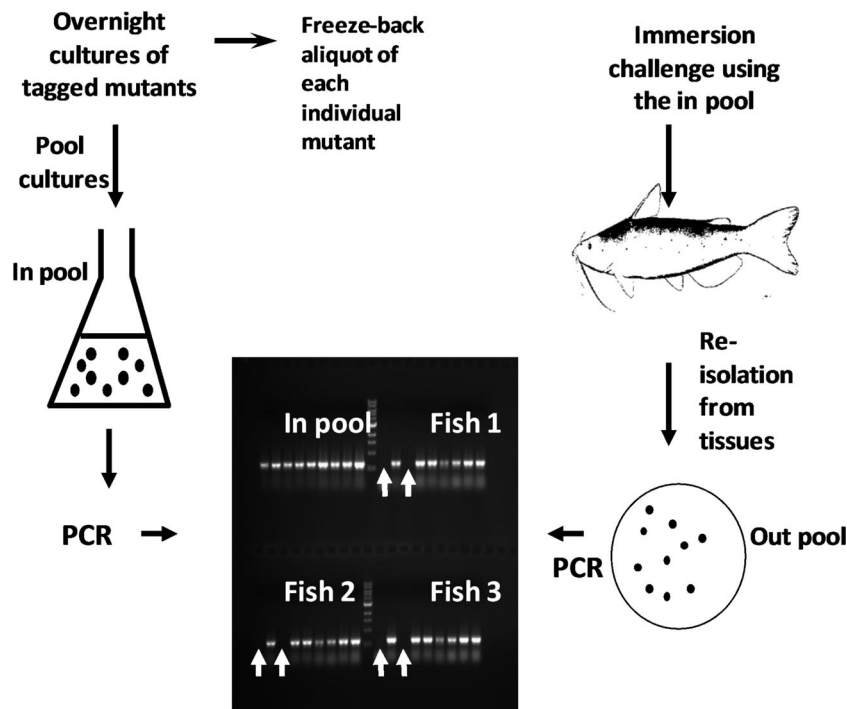 Overnight
cultures of
tagged mutants
Freeze-back
aliquot of
each
individual
mutant
Pool
cultures
In pool
PCR
Immersion
challenge using
the in pool
Re-
isolation
from
tissues
Out pool
PCR
In pool
Fish 1
Fish 2
Fish 3